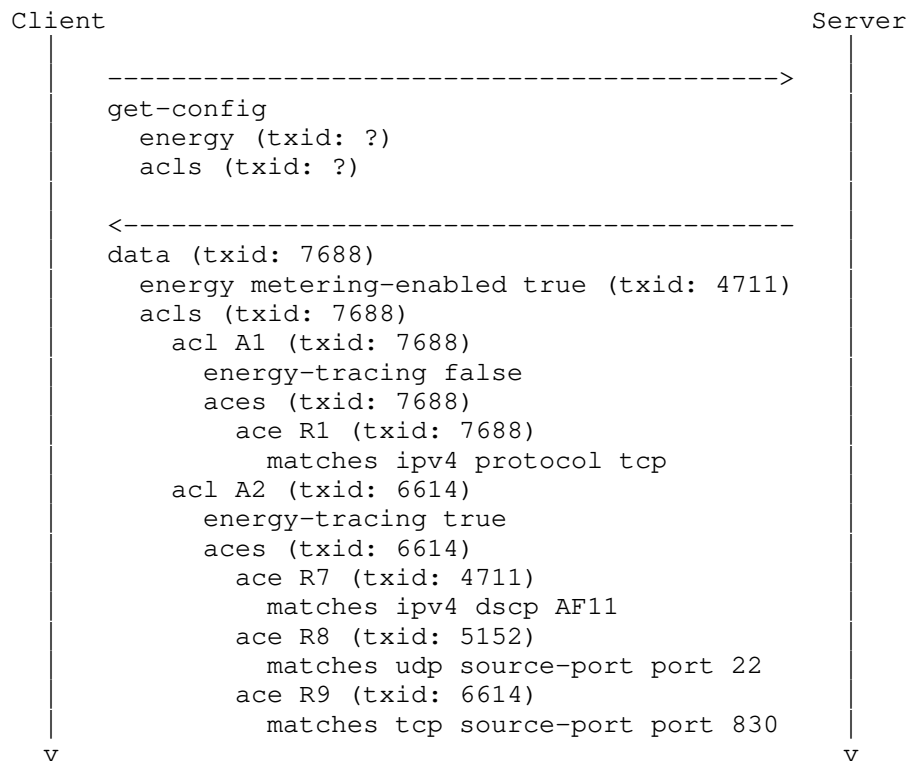 Client Server
| |
| -------------------------------------------> |
| get-config |
| energy (txid: ?) |
| acls (txid: ?) |
| |
| <------------------------------------------- |
| data (txid: 7688) |
| energy metering-enabled true (txid: 4711) |
| acls (txid: 7688) |
| acl A1 (txid: 7688) |
| energy-tracing false |
| aces (txid: 7688) |
| ace R1 (txid: 7688) |
| matches ipv4 protocol tcp |
| acl A2 (txid: 6614) |
| energy-tracing true |
| aces (txid: 6614) |
| ace R7 (txid: 4711) |
| matches ipv4 dscp AF11 |
| ace R8 (txid: 5152) |
| matches udp source-port port 22 |
| ace R9 (txid: 6614) |
| matches tcp source-port port 830 |
v v